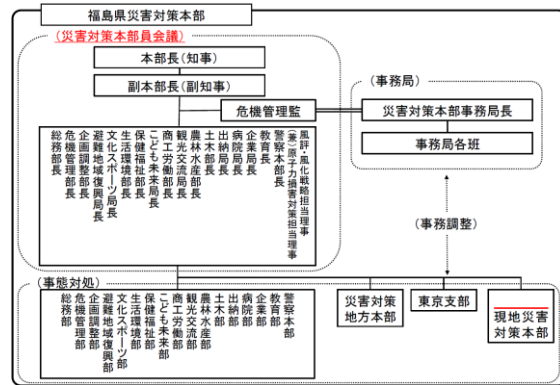 福島県災害対策本部
(災害対策本部員会議)
本部長(知事)
副本部長(副知事)
危機管理監
(事務局)
災害対策本部事務局長
事務局各班
風評・風化戦略担当理事
(兼)原子力損害対策担当理事
警察本部長
教育長
企業局長
病院局長
出納局長
土木部長
農林水産部長
観光交流局長
商工労働部長
こども未来局長
保健福祉部長
生活環境部長
文化スポーツ局長
避難地域復興局長
企画調整部長
危機管理部長
総務部長
(事務調整)
(事態対処)
警察本部
教育部
企業部
病院部
出納部
土木部
農林水産部
観光交流部
商工労働部
こども未来部
保健福祉部
生活環境部
文化スポーツ部
避難地域復興部
企画調整部
危機管理部
総務部
災害対策
地方本部
東京支部
現地災害
対策本部